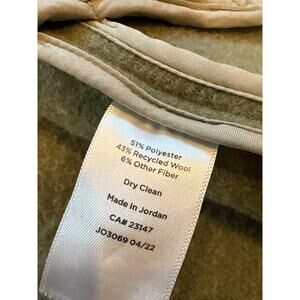 51% Polyester
43% Recycled Wool
6% Other Fiber
Dry Clean
Made in Jordan
CA# 23147
JO3069 04/22